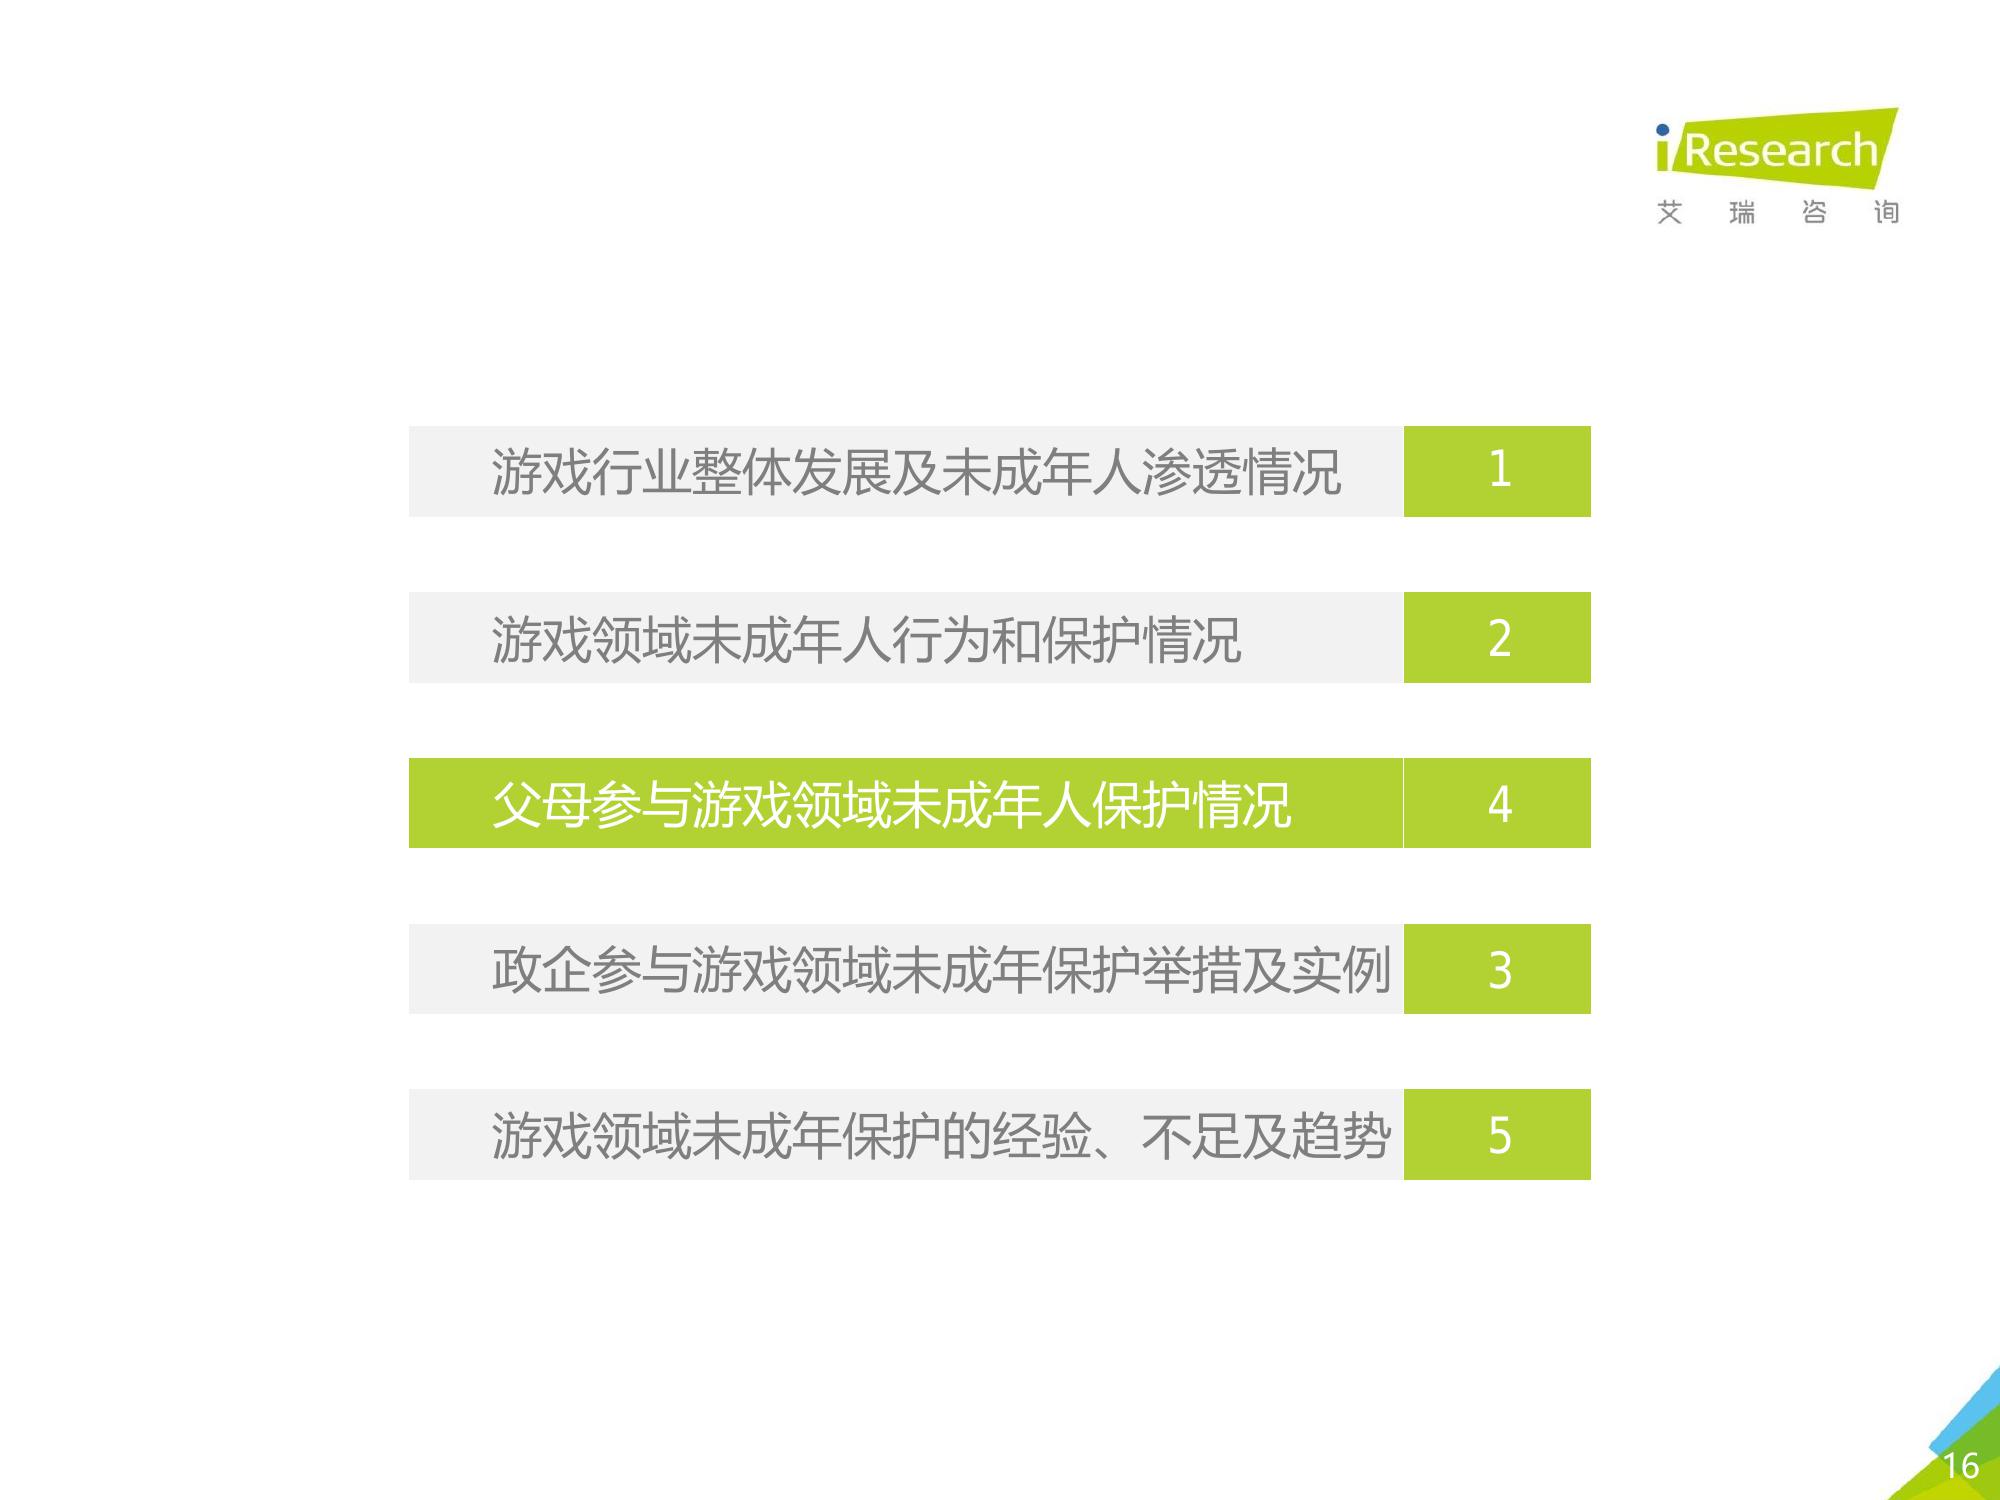 iResearch
艾瑞咨询
游戏行业整体发展及未成年人渗透情况 1
游戏领域未成年人行为和保护情况 2
父母参与游戏领域未成年人保护情况 4
政企参与游戏领域未成年保护举措及实例 3
游戏领域未成年保护的经验、不足及趋势 5
16